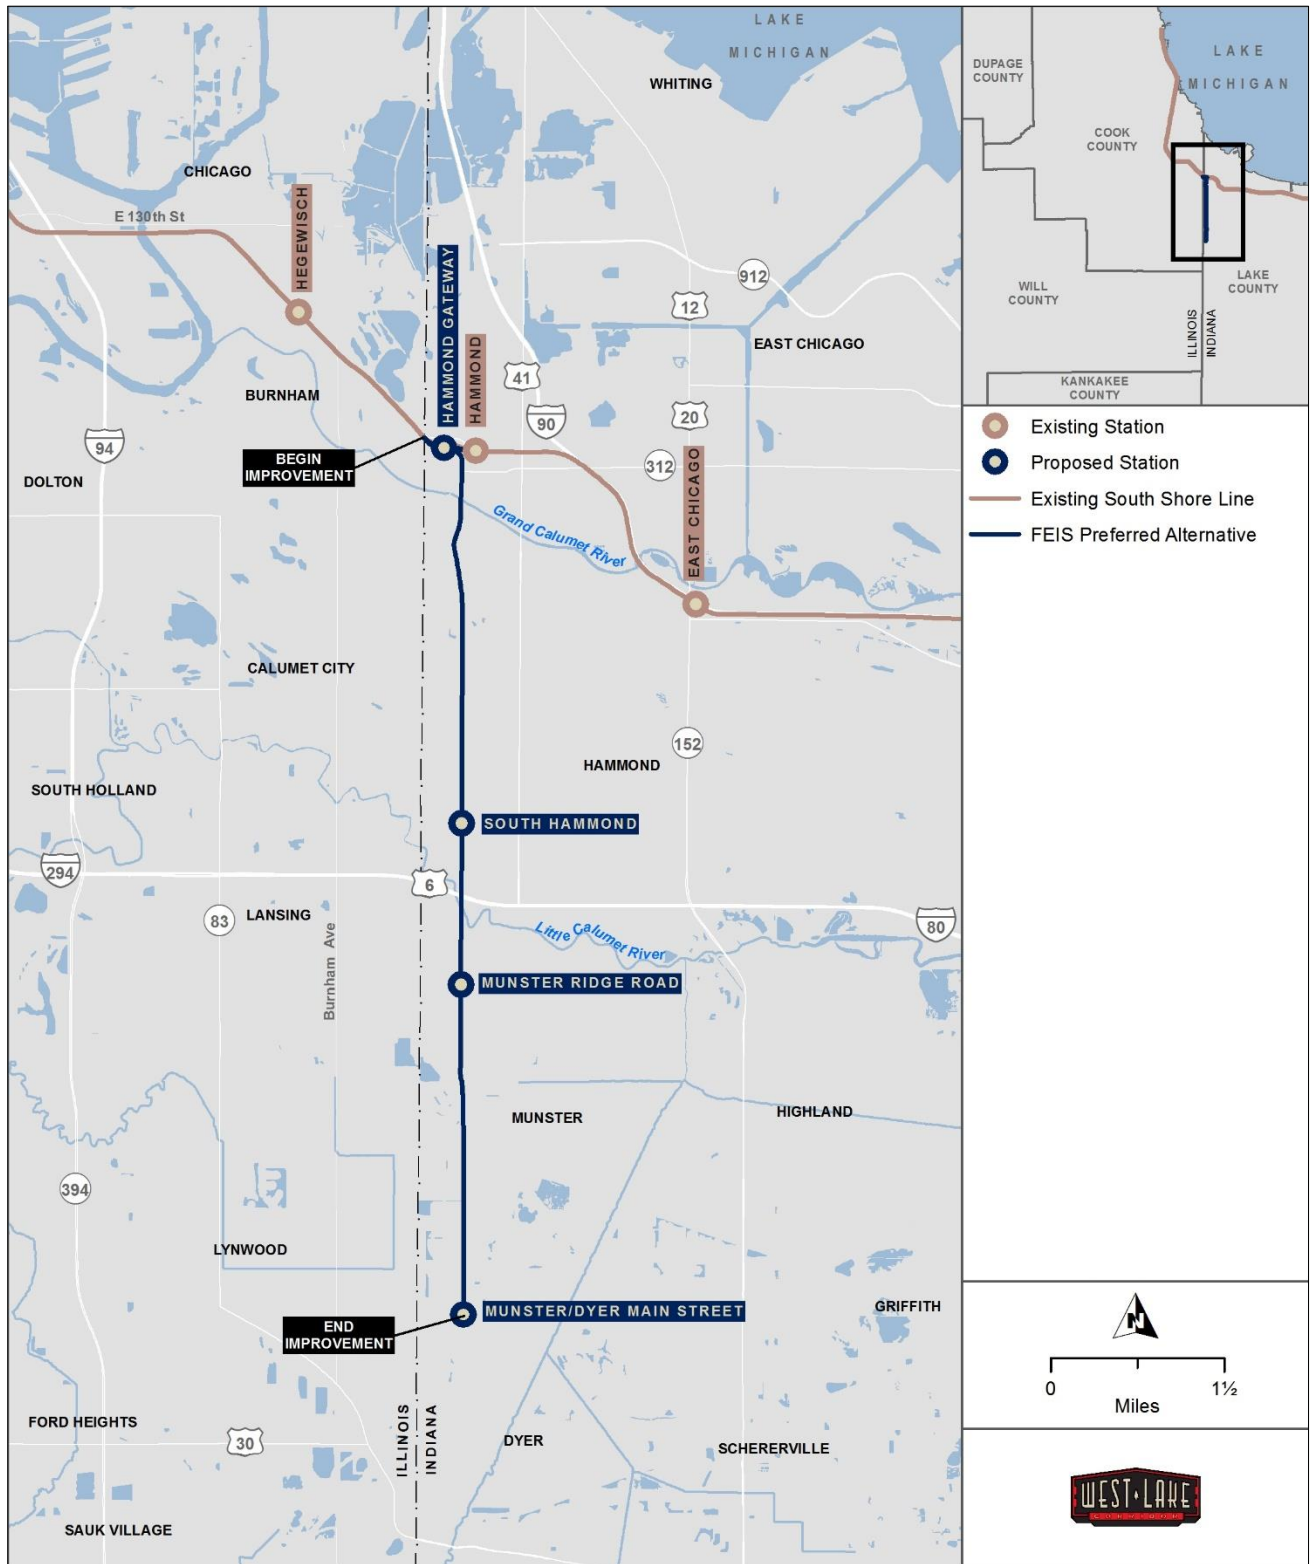 LAKE
MICHIGAN
WHITING
CHICAGO
E 130th St
HEGEWISCH
HAMMOND GATEWAY
HAMMOND
912
12
EAST CHICAGO
41
BURNHAM
20
90
94
BEGIN
IMPROVEMENT
312
EAST CHICAGO
DOLTON
Grand Calumet River
CALUMET CITY
152
HAMMOND
SOUTH HOLLAND
SOUTH HAMMOND
294
6
83
LANSING
80
Little Calumet River
Burnham Ave
MUNSTER RIDGE ROAD
MUNSTER
HIGHLAND
394
LYNWOOD
MUNSTER/DYER MAIN STREET
GRIFFITH
END
IMPROVEMENT
FORD HEIGHTS
30
ILLINOIS
INDIANA
DYER
SCHERERVILLE
SAUK VILLAGE
LAKE
MICHIGAN
DUPAGE
COUNTY
COOK
COUNTY
WILL
COUNTY
LAKE
COUNTY
ILLINOIS
INDIANA
KANKAKEE
COUNTY
Existing Station
Proposed Station
Existing South Shore Line
FEIS Preferred Alternative
N
0
1½
Miles
WEST LAKE
CORRIDOR